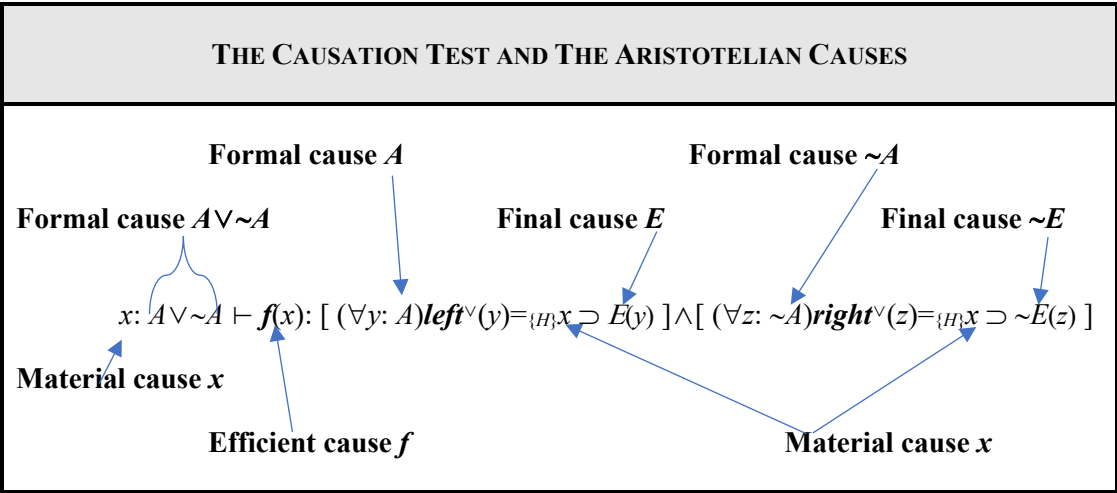 THE CAUSATION TEST AND THE ARISTOTELIAN CAUSES
Formal cause A Formal cause ~A
Formal cause A∨~A Final cause E Final cause ~E
x: A∨~A ⊢ f(x): [ (∀y: A)left^∨(y)=_{H}x ⊃ E(y) ]∧[ (∀z: ~A)right^∨(z)=_{H}x ⊃ ~E(z) ]
Material cause x
Efficient cause f Material cause x